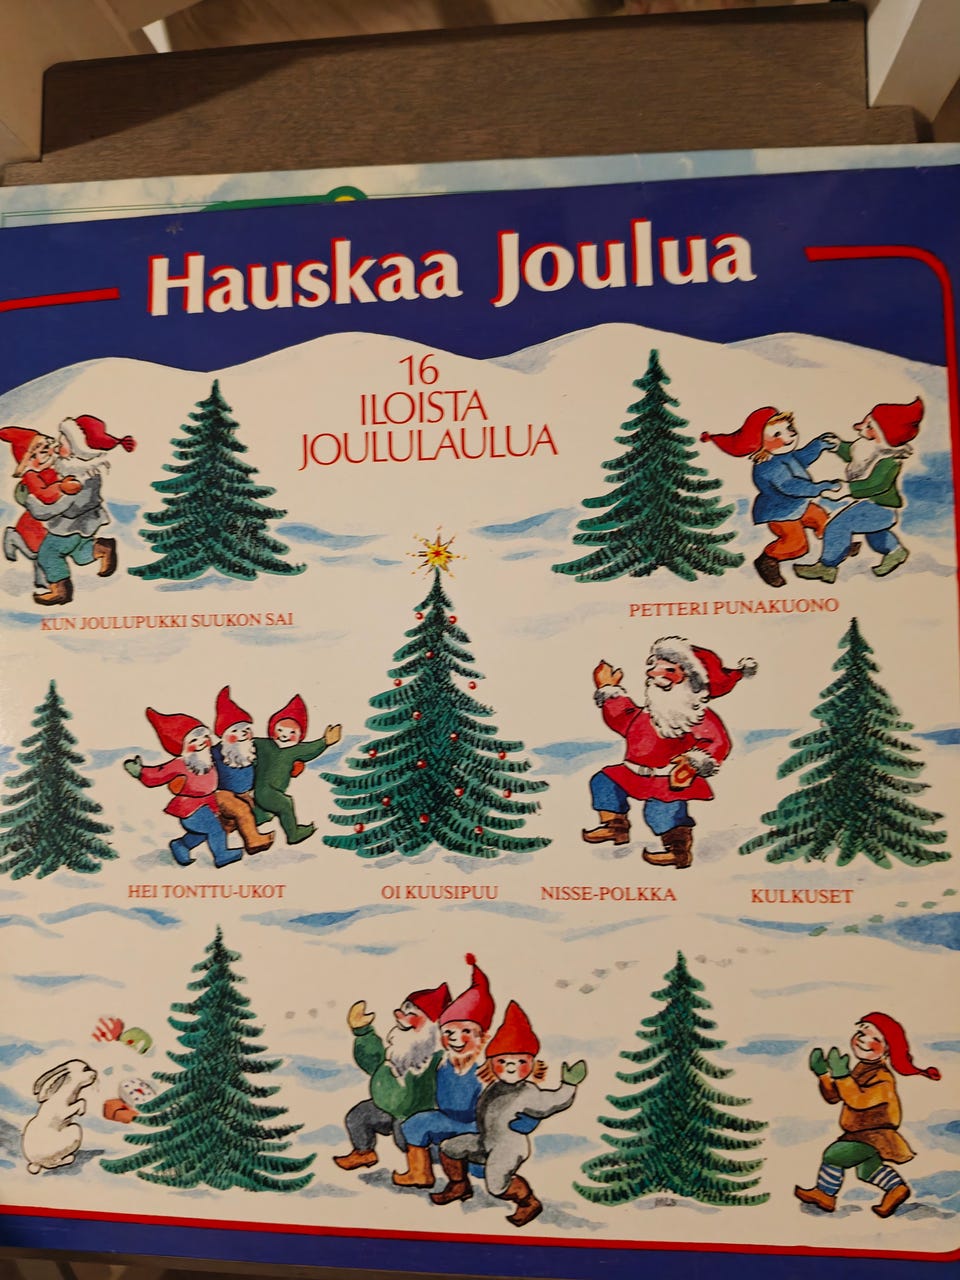 Hauskaa Joulua
16
ILOISTA
JOULULAULUA
KUN JOULUPUKKI SUUKON SAI
PETTERI PUNAKUONO
HEI TONTTU-UKOT
OI KUUSIPUU
NISSE-POLKKA
KULKUSET